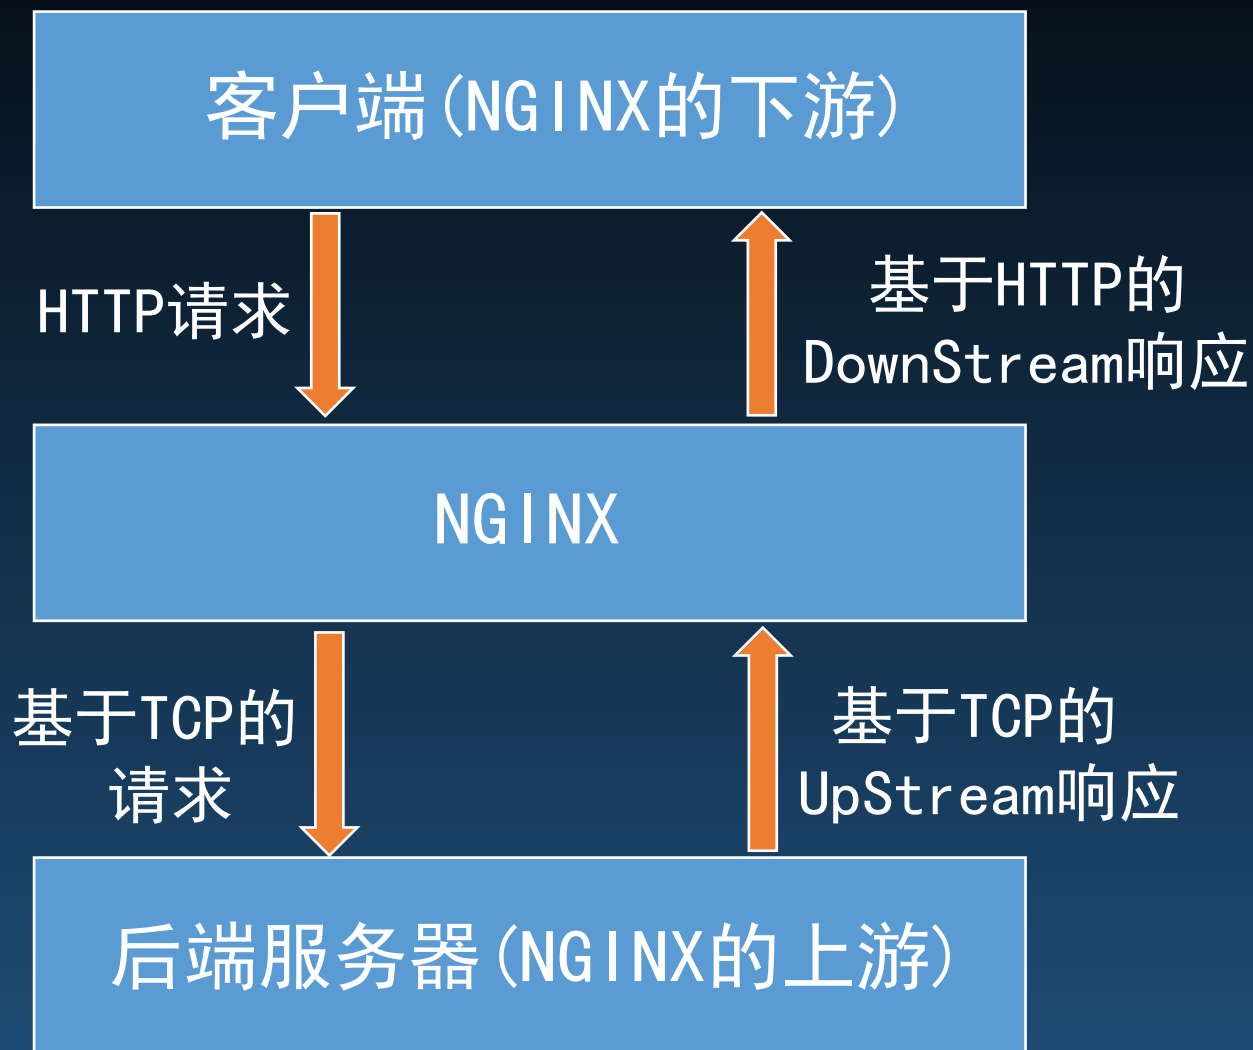 客户端(NGINX的下游)
HTTP请求
基于HTTP的
DownStream响应
NGINX
基于TCP的
请求
基于TCP的
UpStream响应
后端服务器(NGINX的上游)